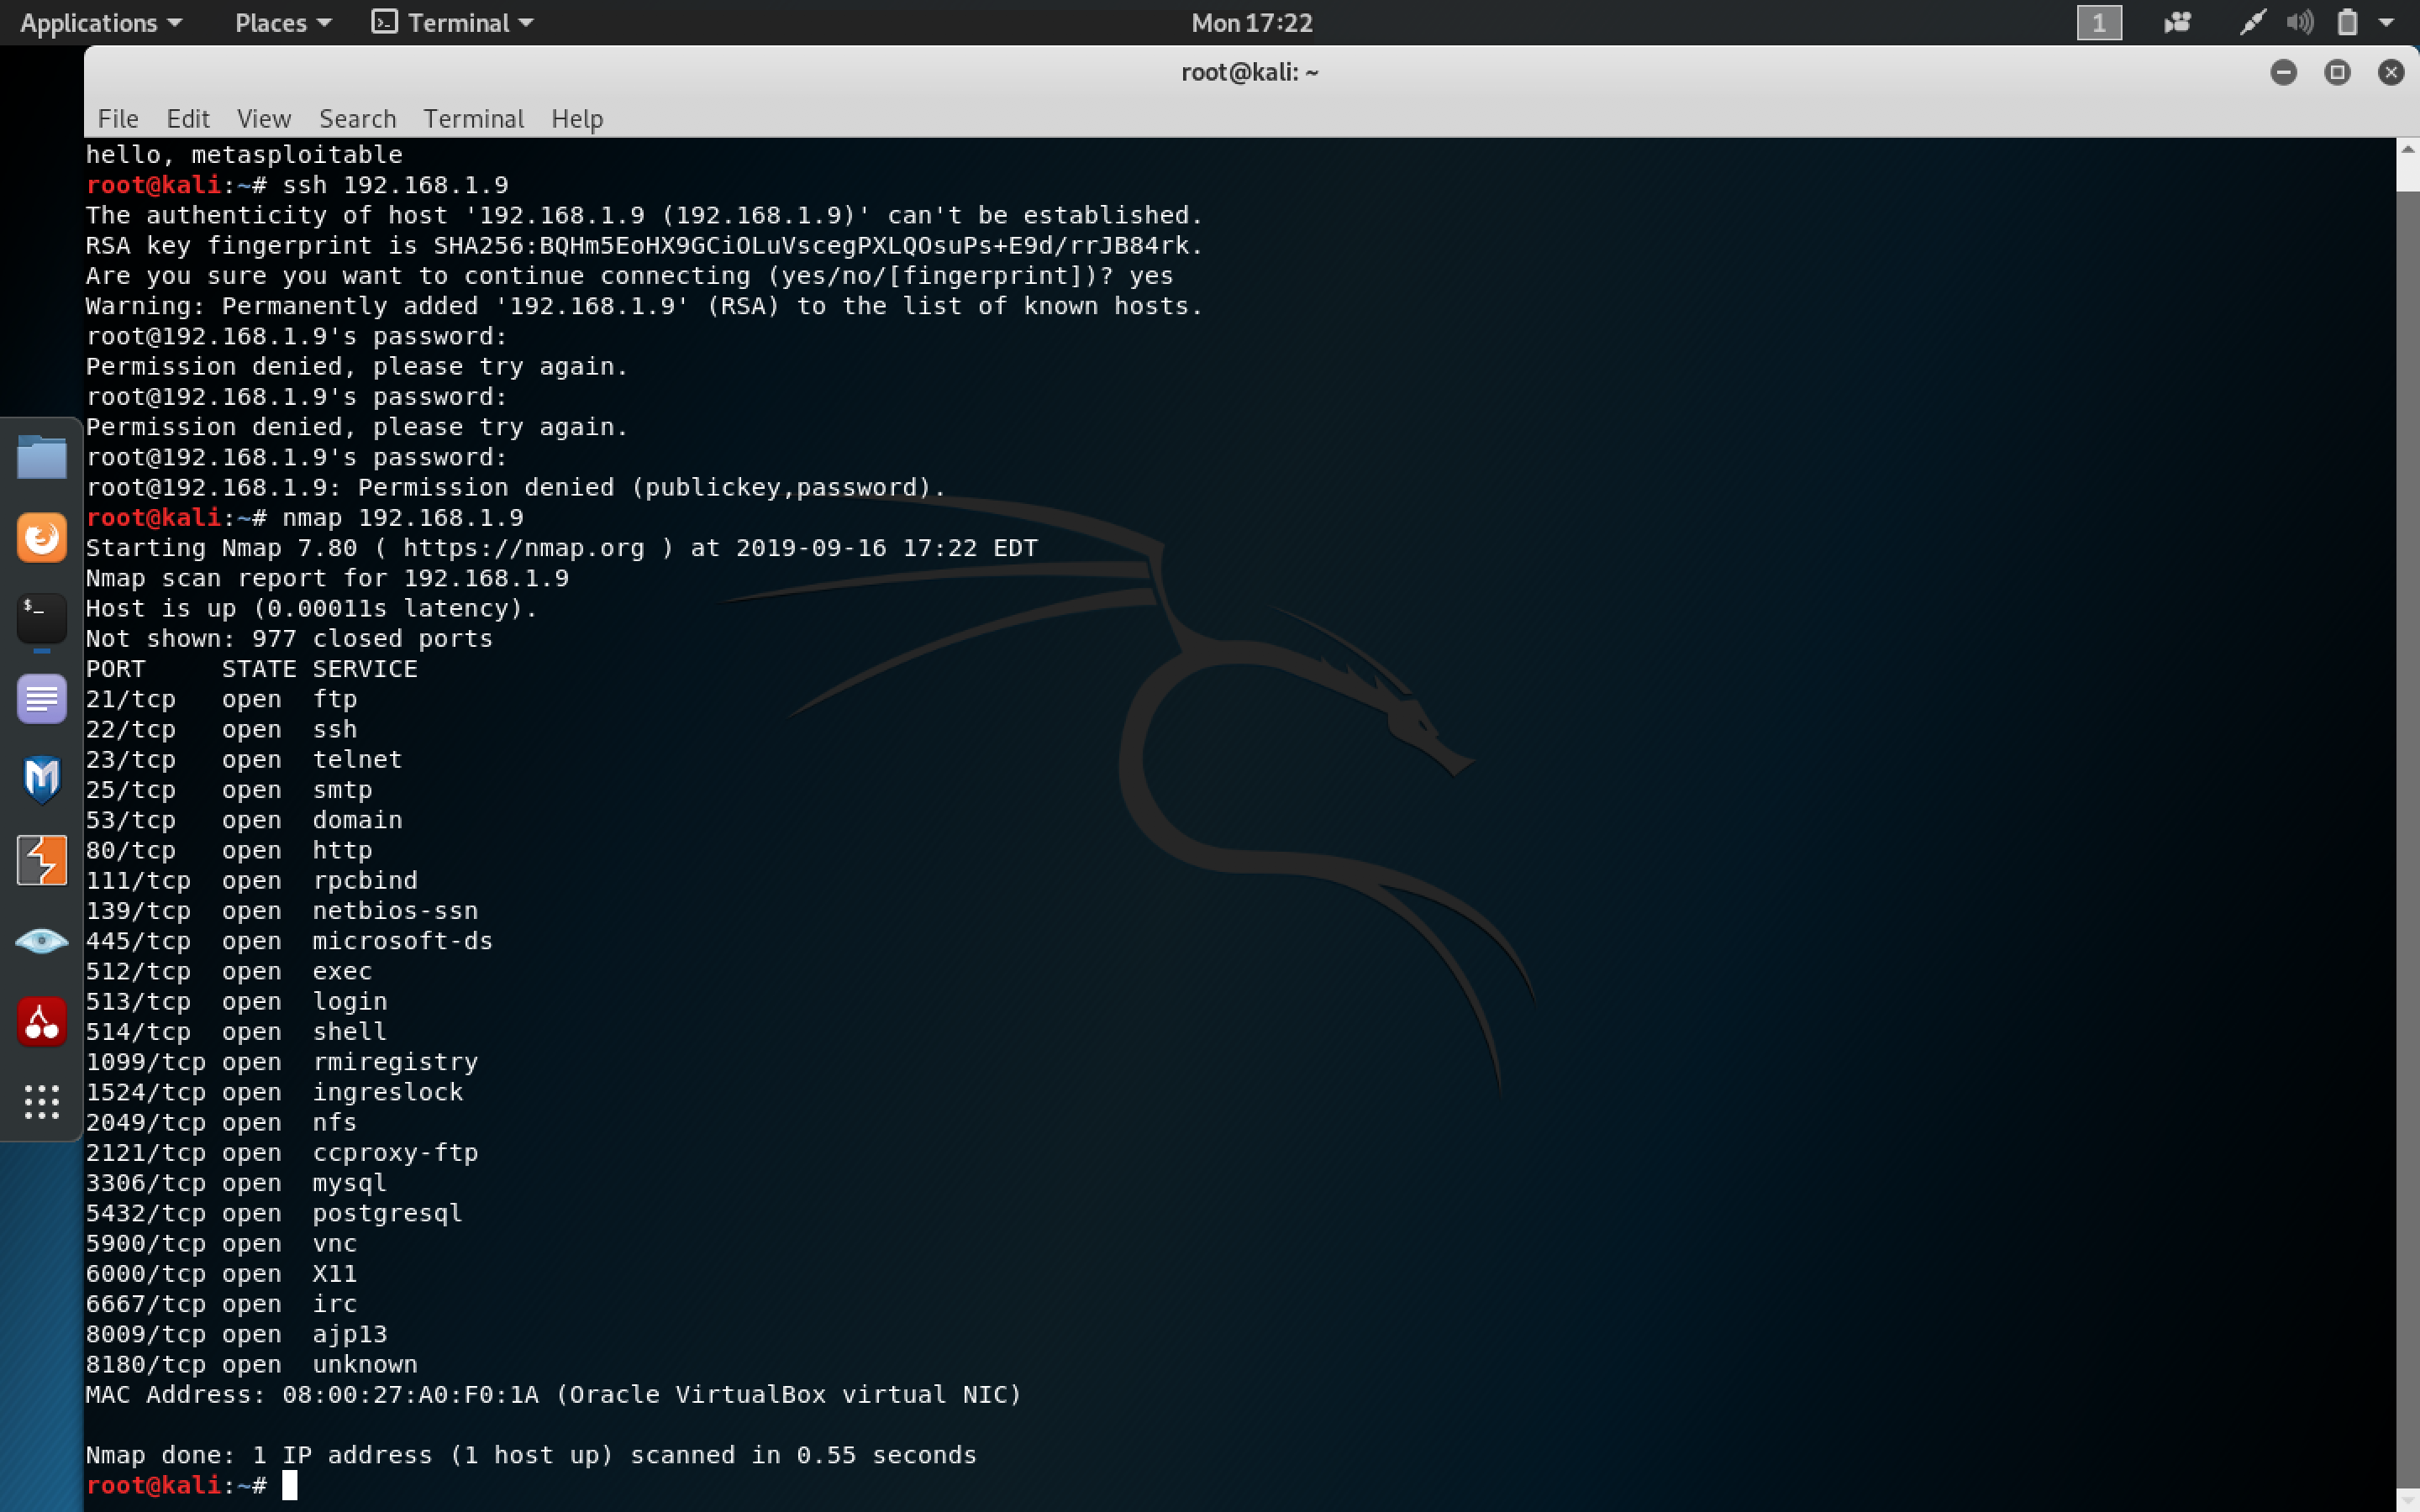 Applications Places Terminal Mon 17:22 1
root@kali: ~
File Edit View Search Terminal Help
hello, metasploitable
root@kali:~# ssh 192.168.1.9
The authenticity of host '192.168.1.9 (192.168.1.9)' can't be established.
RSA key fingerprint is SHA256:BQHm5EoHX9GCiOLuVscegPXLQOsuPs+E9d/rrJB84rk.
Are you sure you want to continue connecting (yes/no/[fingerprint])? yes
Warning: Permanently added '192.168.1.9' (RSA) to the list of known hosts.
root@192.168.1.9's password:
Permission denied, please try again.
root@192.168.1.9's password:
Permission denied, please try again.
root@192.168.1.9's password:
root@192.168.1.9: Permission denied (publickey,password).
root@kali:~# nmap 192.168.1.9
Starting Nmap 7.80 ( https://nmap.org ) at 2019-09-16 17:22 EDT
Nmap scan report for 192.168.1.9
Host is up (0.00011s latency).
Not shown: 977 closed ports
PORT     STATE SERVICE
21/tcp   open  ftp
22/tcp   open  ssh
23/tcp   open  telnet
25/tcp   open  smtp
53/tcp   open  domain
80/tcp   open  http
111/tcp  open  rpcbind
139/tcp  open  netbios-ssn
445/tcp  open  microsoft-ds
512/tcp  open  exec
513/tcp  open  login
514/tcp  open  shell
1099/tcp open  rmiregistry
1524/tcp open  ingreslock
2049/tcp open  nfs
2121/tcp open  ccproxy-ftp
3306/tcp open  mysql
5432/tcp open  postgresql
5900/tcp open  vnc
6000/tcp open  X11
6667/tcp open  irc
8009/tcp open  ajp13
8180/tcp open  unknown
MAC Address: 08:00:27:A0:F0:1A (Oracle VirtualBox virtual NIC)
Nmap done: 1 IP address (1 host up) scanned in 0.55 seconds
root@kali:~#